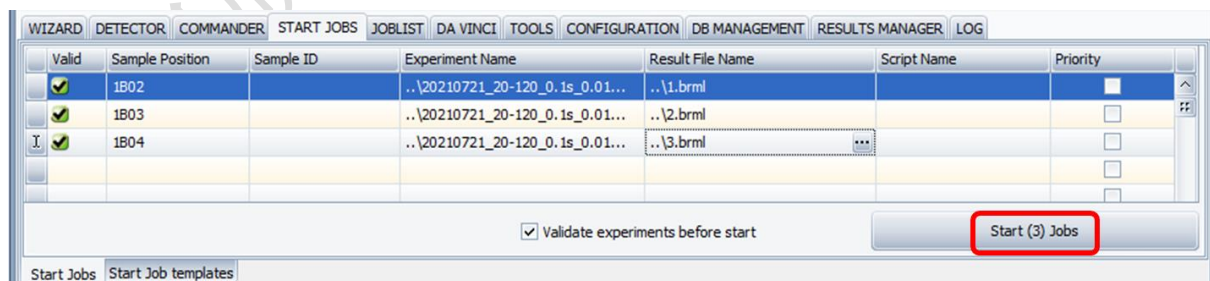 WIZARD DETECTOR COMMANDER START JOBS JOBLIST DA VINCI TOOLS CONFIGURATION DB MANAGEMENT RESULTS MANAGER LOG
Valid Sample Position Sample ID Experiment Name Result File Name Script Name Priority
1B02 ..\20210721_20-120_0.1s_0.01... ..\1.brml
1B03 ..\20210721_20-120_0.1s_0.01... ..\2.brml
1B04 ..\20210721_20-120_0.1s_0.01... ..\3.brml ...
Validate experiments before start Start (3) Jobs
Start Jobs Start Job templates